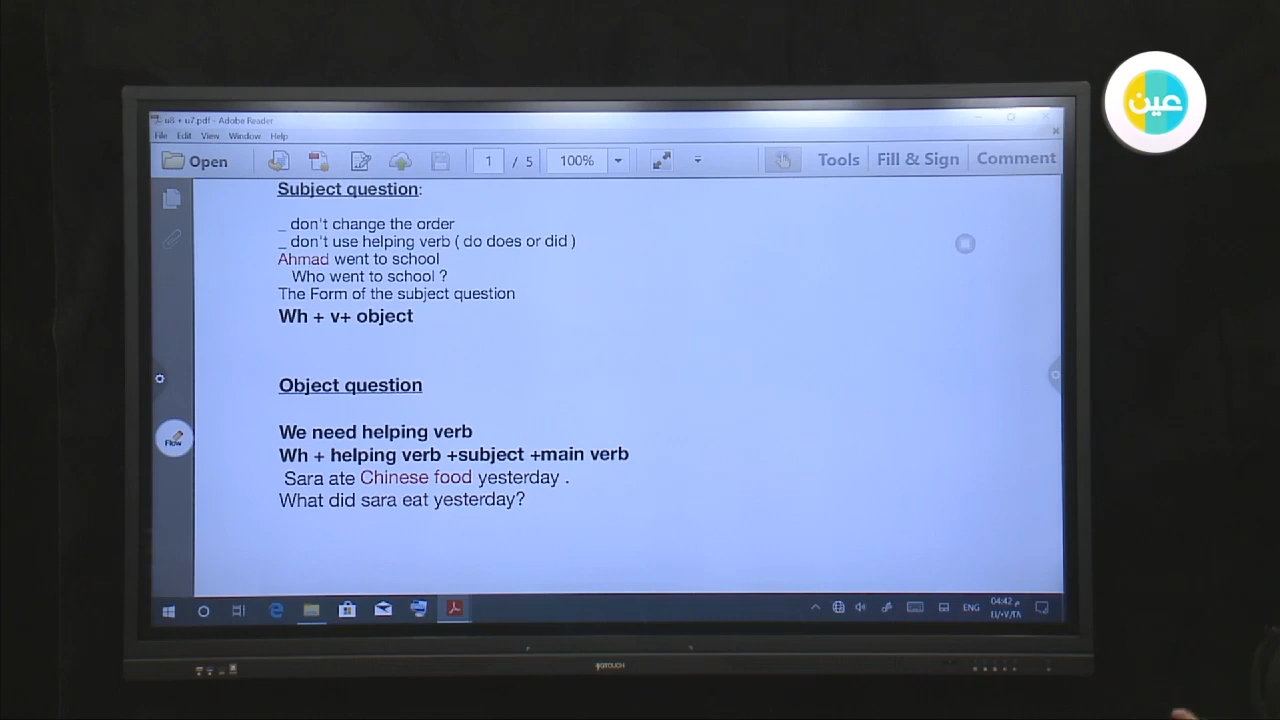 عين
u8 + u7.pdf - Adobe Reader
File Edit View Window Help
Open 1 / 5 100% Tools Fill & Sign Comment
Subject question:
_ don't change the order
_ don't use helping verb ( do does or did )
Ahmad went to school
Who went to school ?
The Form of the subject question
Wh + v+ object
Object question
We need helping verb
Wh + helping verb +subject +main verb
Sara ate Chinese food yesterday .
What did sara eat yesterday?
Flow
ENG
04:42 م